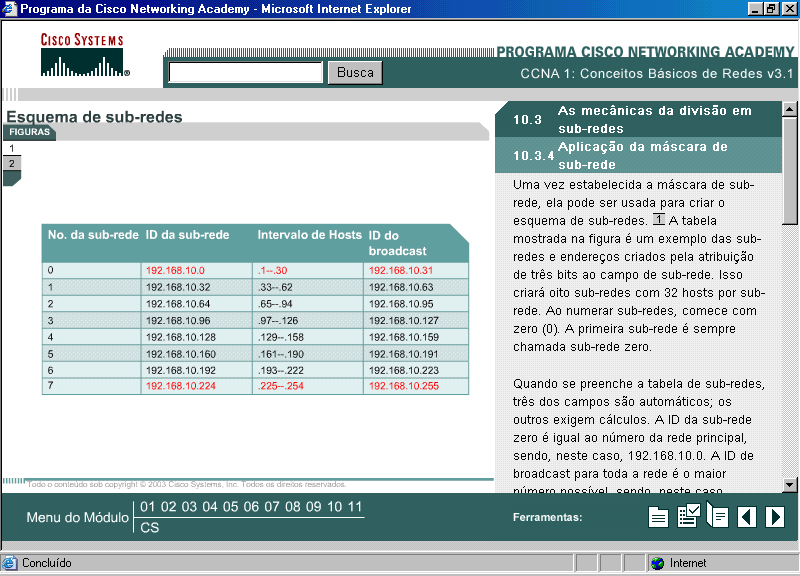 Programa da Cisco Networking Academy - Microsoft Internet Explorer
CISCO SYSTEMS
Busca
PROGRAMA CISCO NETWORKING ACADEMY
CCNA 1: Conceitos Básicos de Redes v3.1
Esquema de sub-redes
FIGURAS
1
2
No. da sub-rede ID da sub-rede Intervalo de Hosts ID do broadcast
0 192.168.10.0 .1--.30 192.168.10.31
1 192.168.10.32 .33--.62 192.168.10.63
2 192.168.10.64 .65--.94 192.168.10.95
3 192.168.10.96 .97--.126 192.168.10.127
4 192.168.10.128 .129--.158 192.168.10.159
5 192.168.10.160 .161--.190 192.168.10.191
6 192.168.10.192 .193--.222 192.168.10.223
7 192.168.10.224 .225--.254 192.168.10.255
Todo o conteúdo sob copyright © 2003 Cisco Systems, Inc. Todos os direitos reservados.
10.3 As mecânicas da divisão em
sub-redes
10.3.4 Aplicação da máscara de
sub-rede
Uma vez estabelecida a máscara de sub-
rede, ela pode ser usada para criar o
esquema de sub-redes. 1 A tabela
mostrada na figura é um exemplo das sub-
redes e endereços criados pela atribuição
de três bits ao campo de sub-rede. Isso
criará oito sub-redes com 32 hosts por sub-
rede. Ao numerar sub-redes, comece com
zero (0). A primeira sub-rede é sempre
chamada sub-rede zero.
Quando se preenche a tabela de sub-redes,
três dos campos são automáticos; os
outros exigem cálculos. A ID da sub-rede
zero é igual ao número da rede principal,
sendo, neste caso, 192.168.10.0. A ID de
broadcast para toda a rede é o maior
número possível, sendo, neste caso,
Menu do Módulo
01 02 03 04 05 06 07 08 09 10 11
CS
Ferramentas:
Concluído
Internet